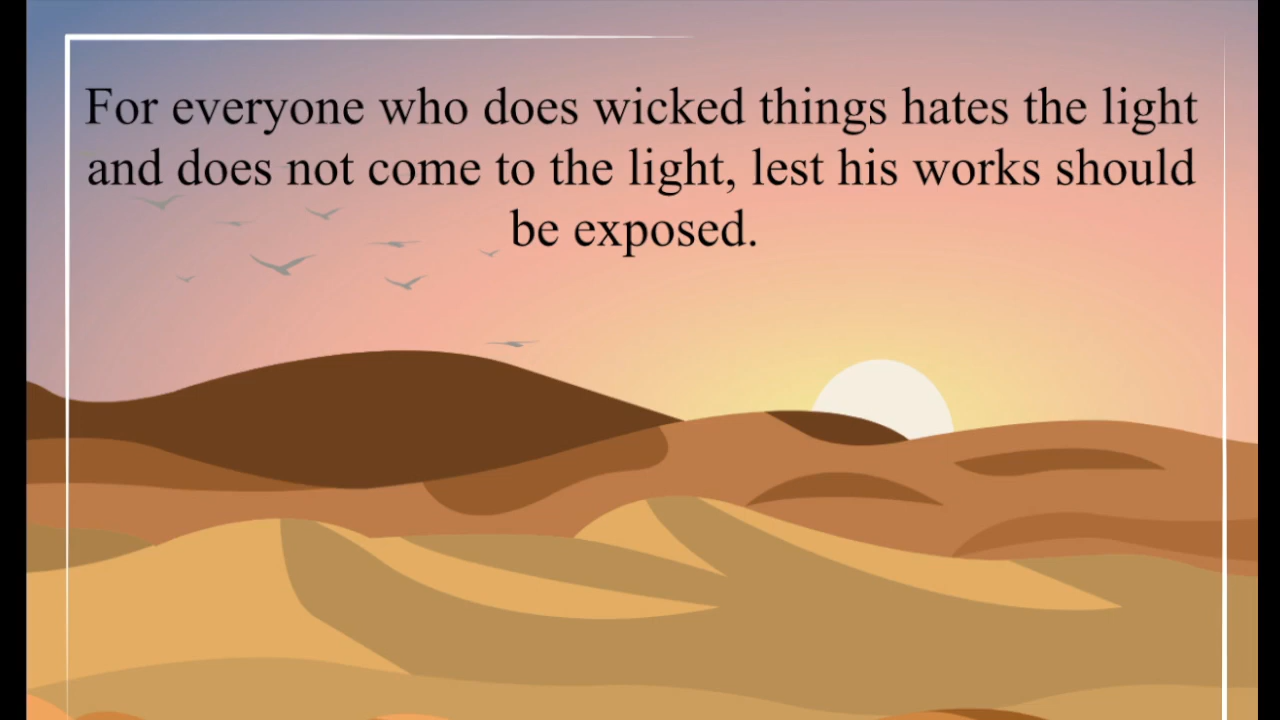 For everyone who does wicked things hates the light
and does not come to the light, lest his works should
be exposed.